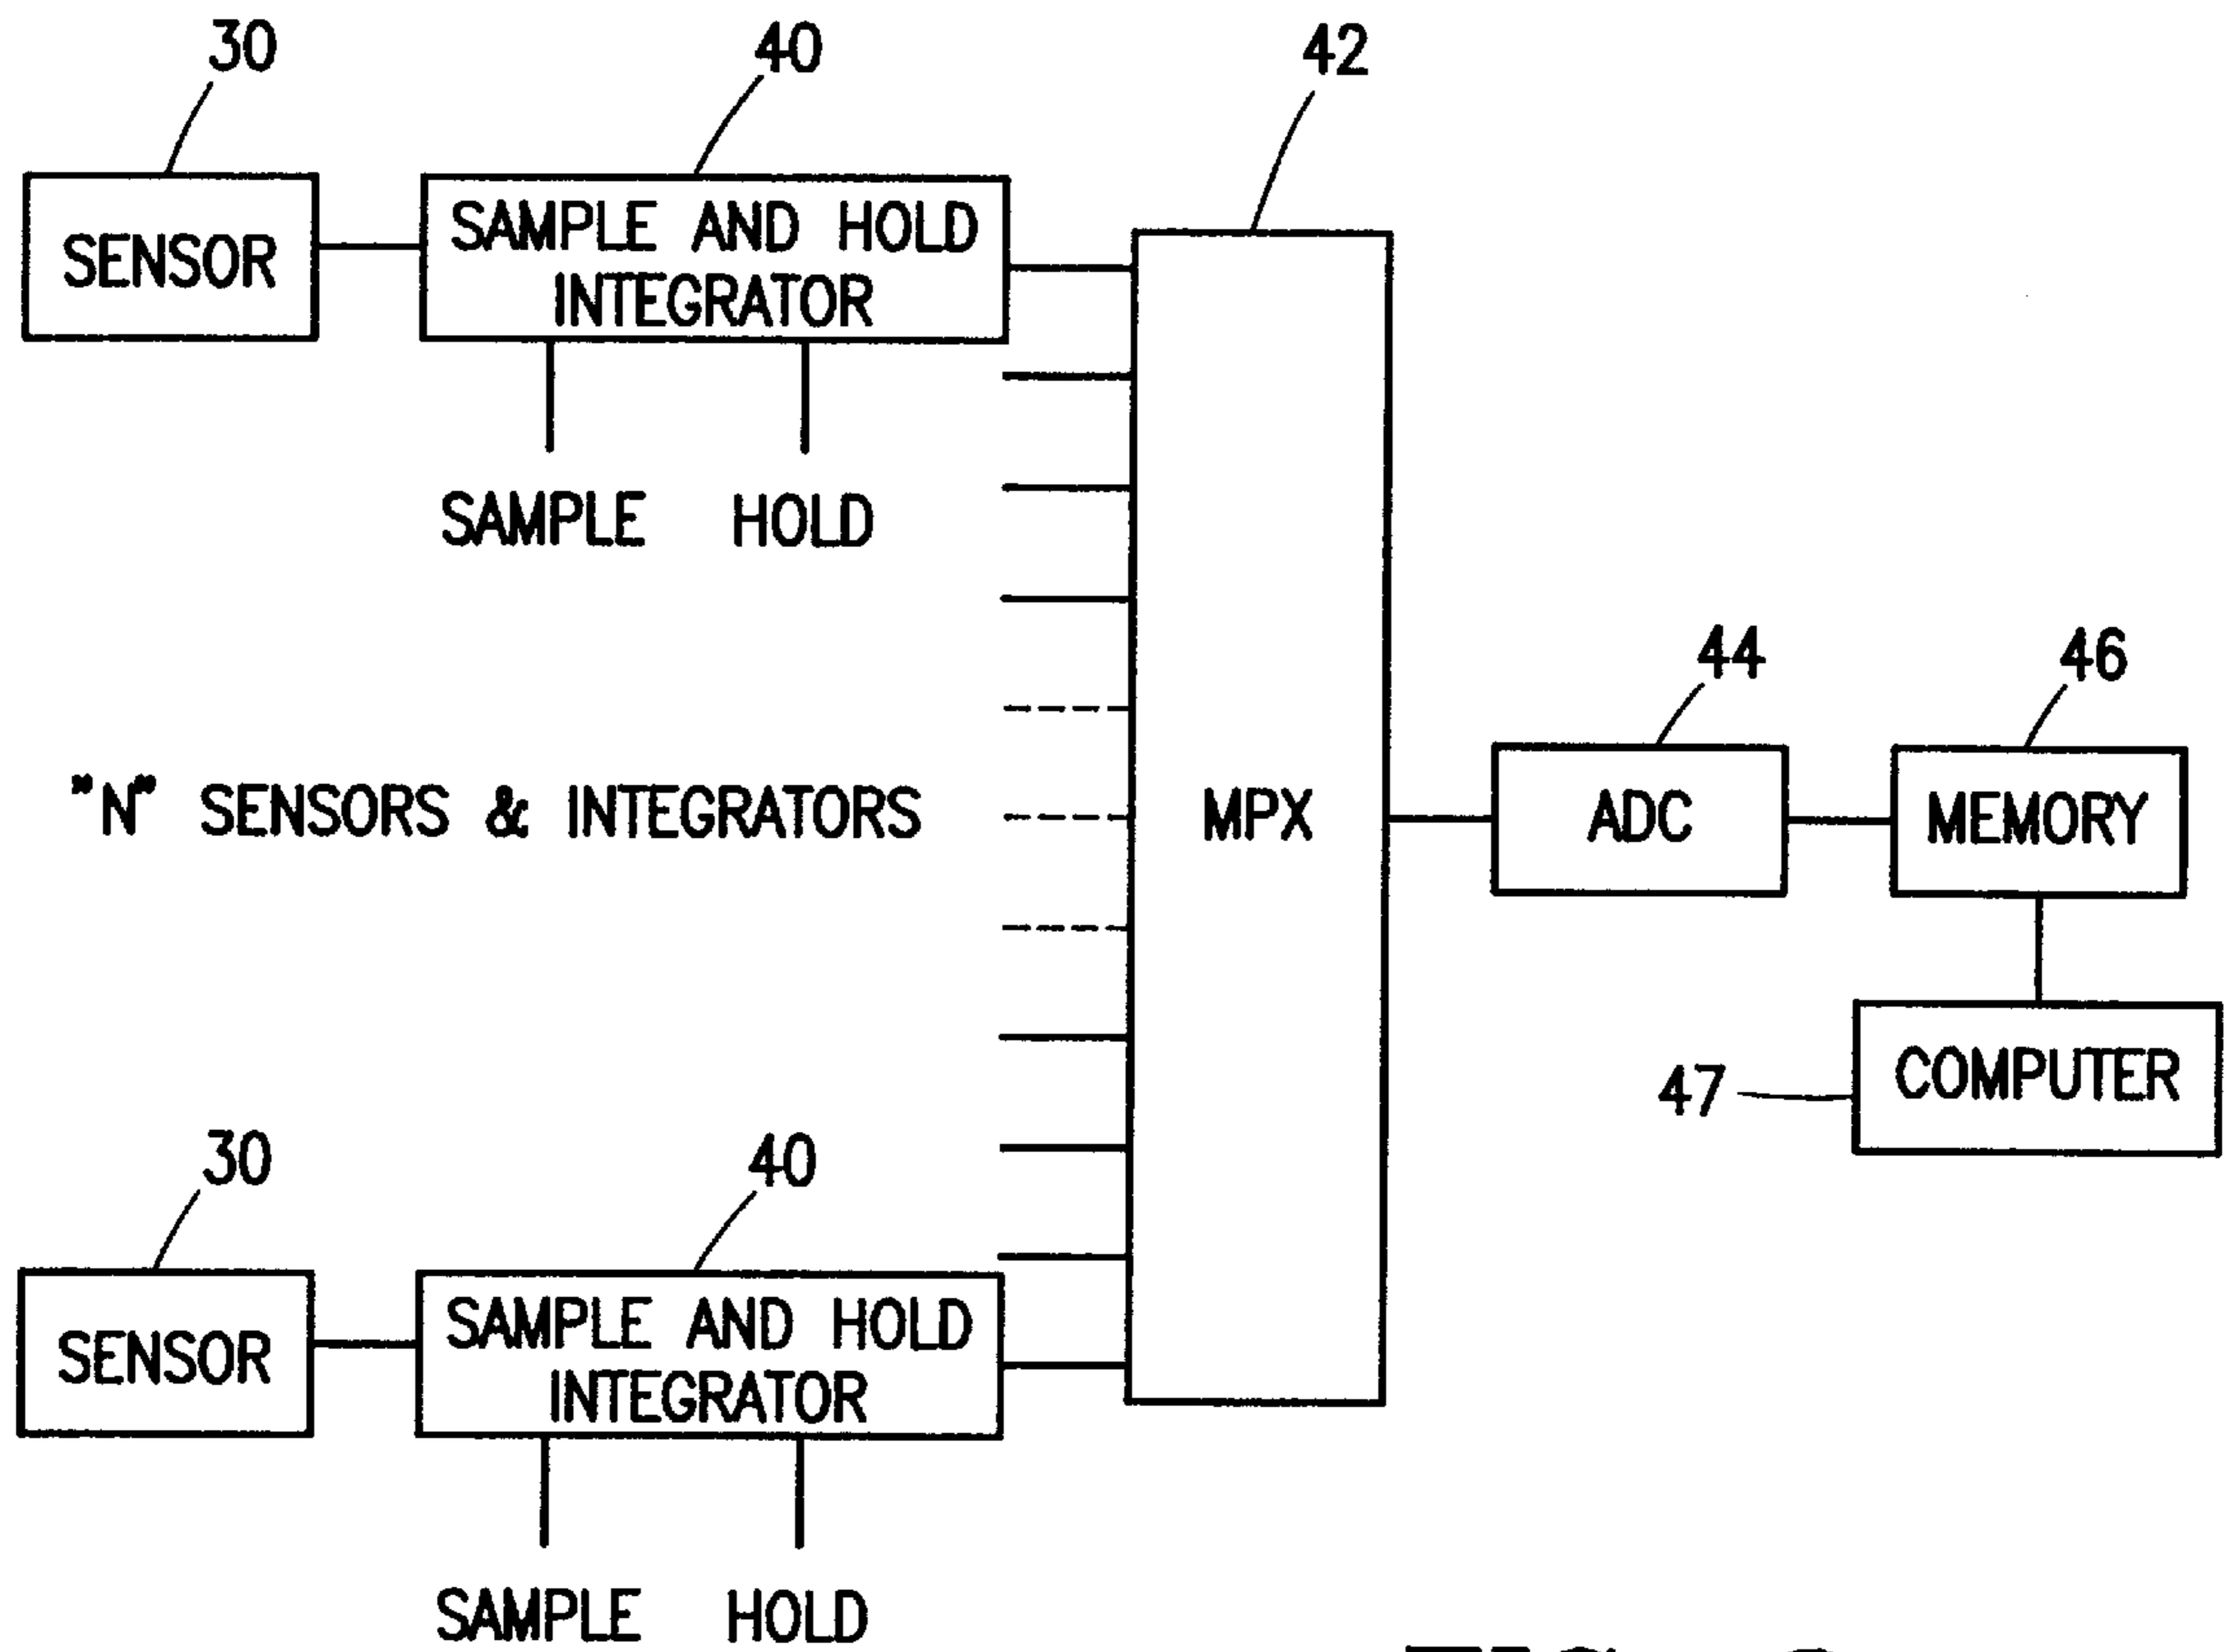 30
40
42
SENSOR
SAMPLE AND HOLD
INTEGRATOR
SAMPLE HOLD
44
46
"N" SENSORS & INTEGRATORS
MPX
ADC
MEMORY
47
COMPUTER
30
40
SENSOR
SAMPLE AND HOLD
INTEGRATOR
SAMPLE HOLD